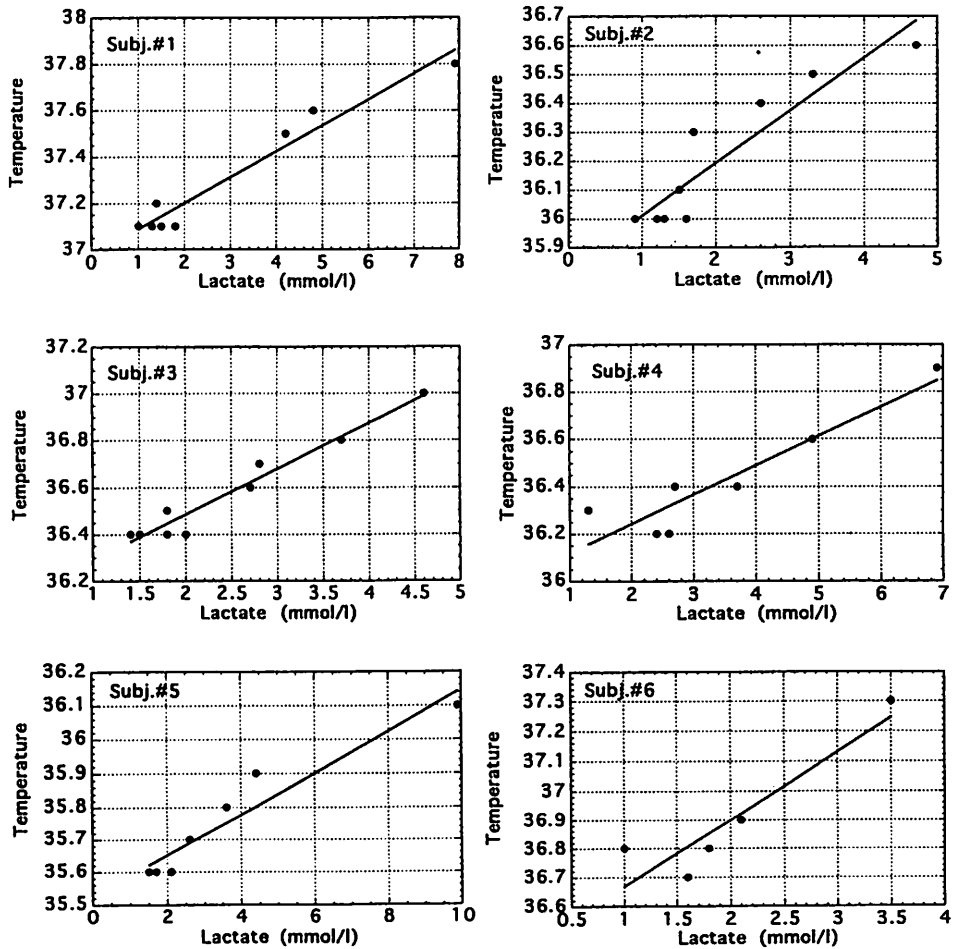 Subj.#1
Temperature
38
37.8
37.6
37.4
37.2
37
0 1 2 3 4 5 6 7 8
Lactate (mmol/l)
Subj.#2
Temperature
36.7
36.6
36.5
36.4
36.3
36.2
36.1
36
35.9
0 1 2 3 4 5
Lactate (mmol/l)
Subj.#3
Temperature
37.2
37
36.8
36.6
36.4
36.2
1 1.5 2 2.5 3 3.5 4 4.5 5
Lactate (mmol/l)
Subj.#4
Temperature
37
36.8
36.6
36.4
36.2
36
1 2 3 4 5 6 7
Lactate (mmol/l)
Subj.#5
Temperature
36.2
36.1
36
35.9
35.8
35.7
35.6
35.5
0 2 4 6 8 10
Lactate (mmol/l)
Subj.#6
Temperature
37.4
37.3
37.2
37.1
37
36.9
36.8
36.7
36.6
0.5 1 1.5 2 2.5 3 3.5 4
Lactate (mmol/l)